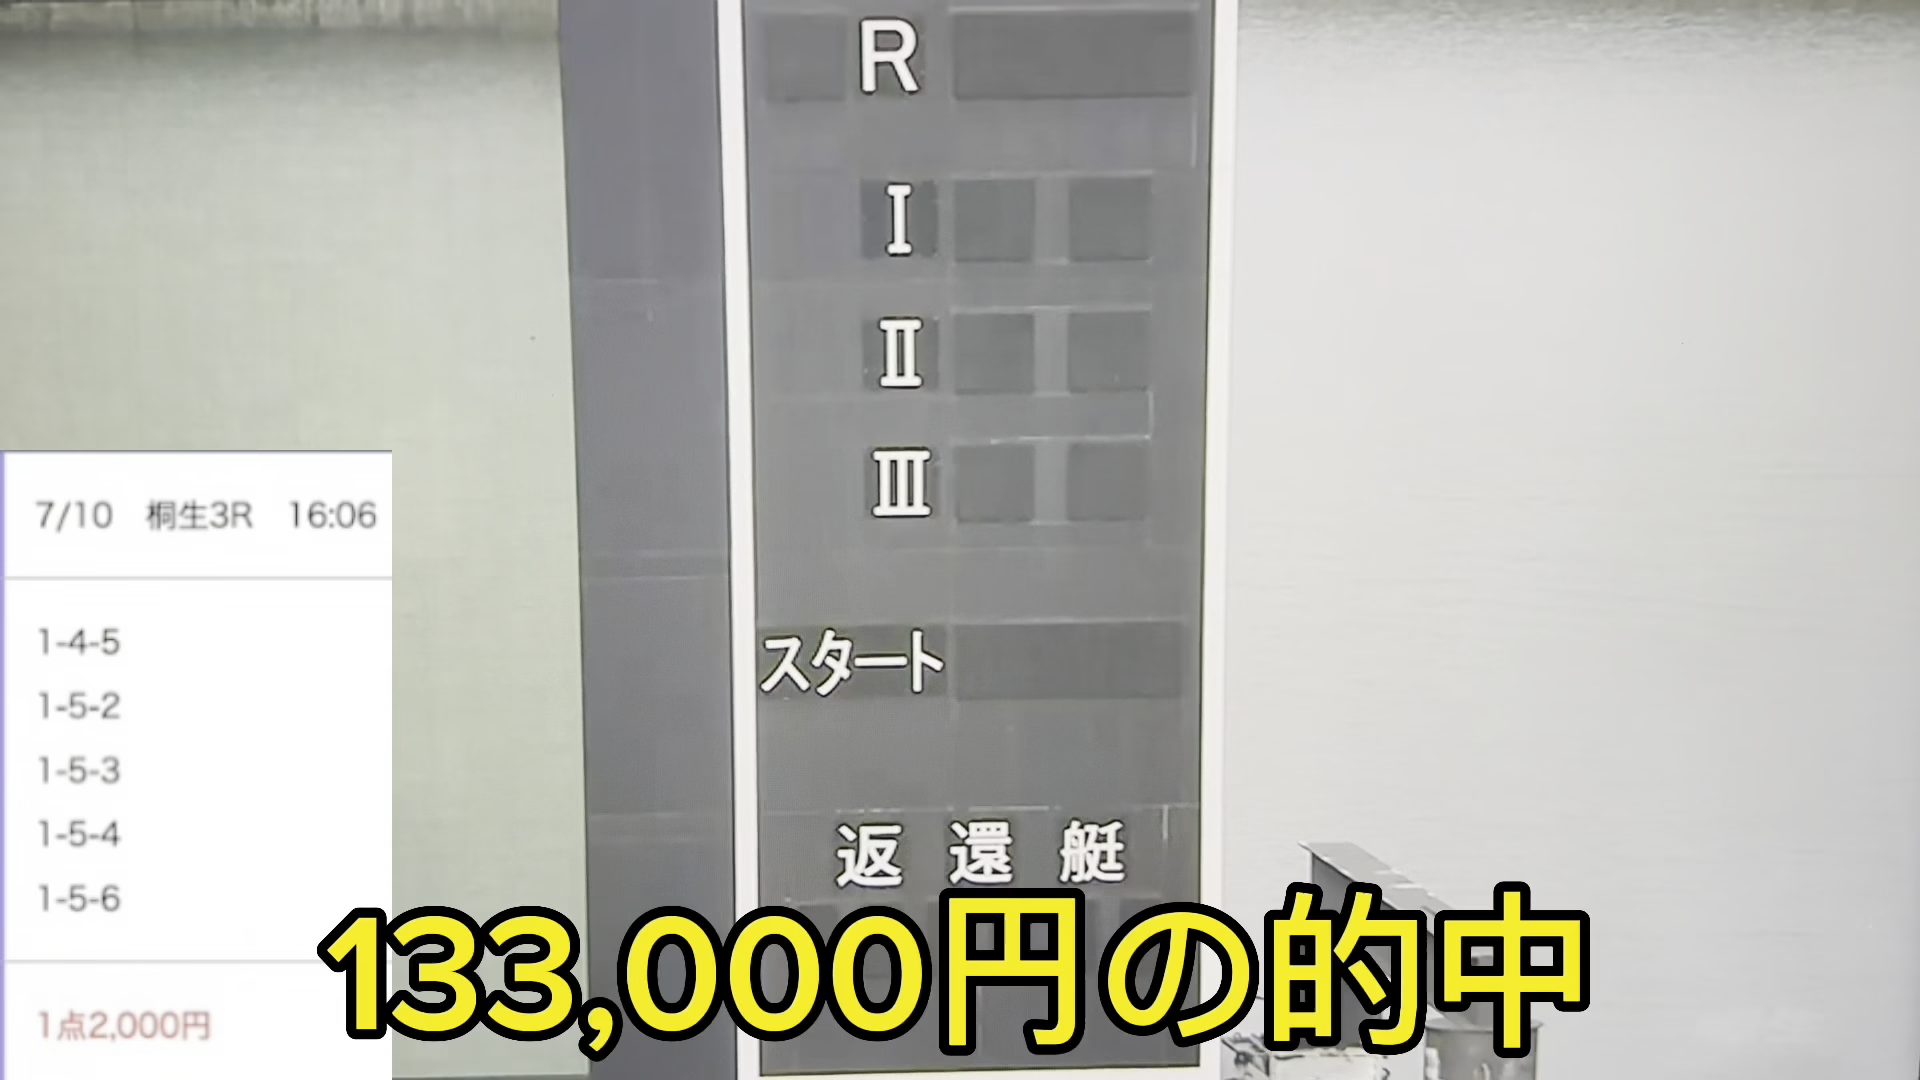 R
I
II
III
スタート
返還艇
7/10 桐生3R 16:06
1-4-5
1-5-2
1-5-3
1-5-4
1-5-6
1点2,000円
133,000円の的中